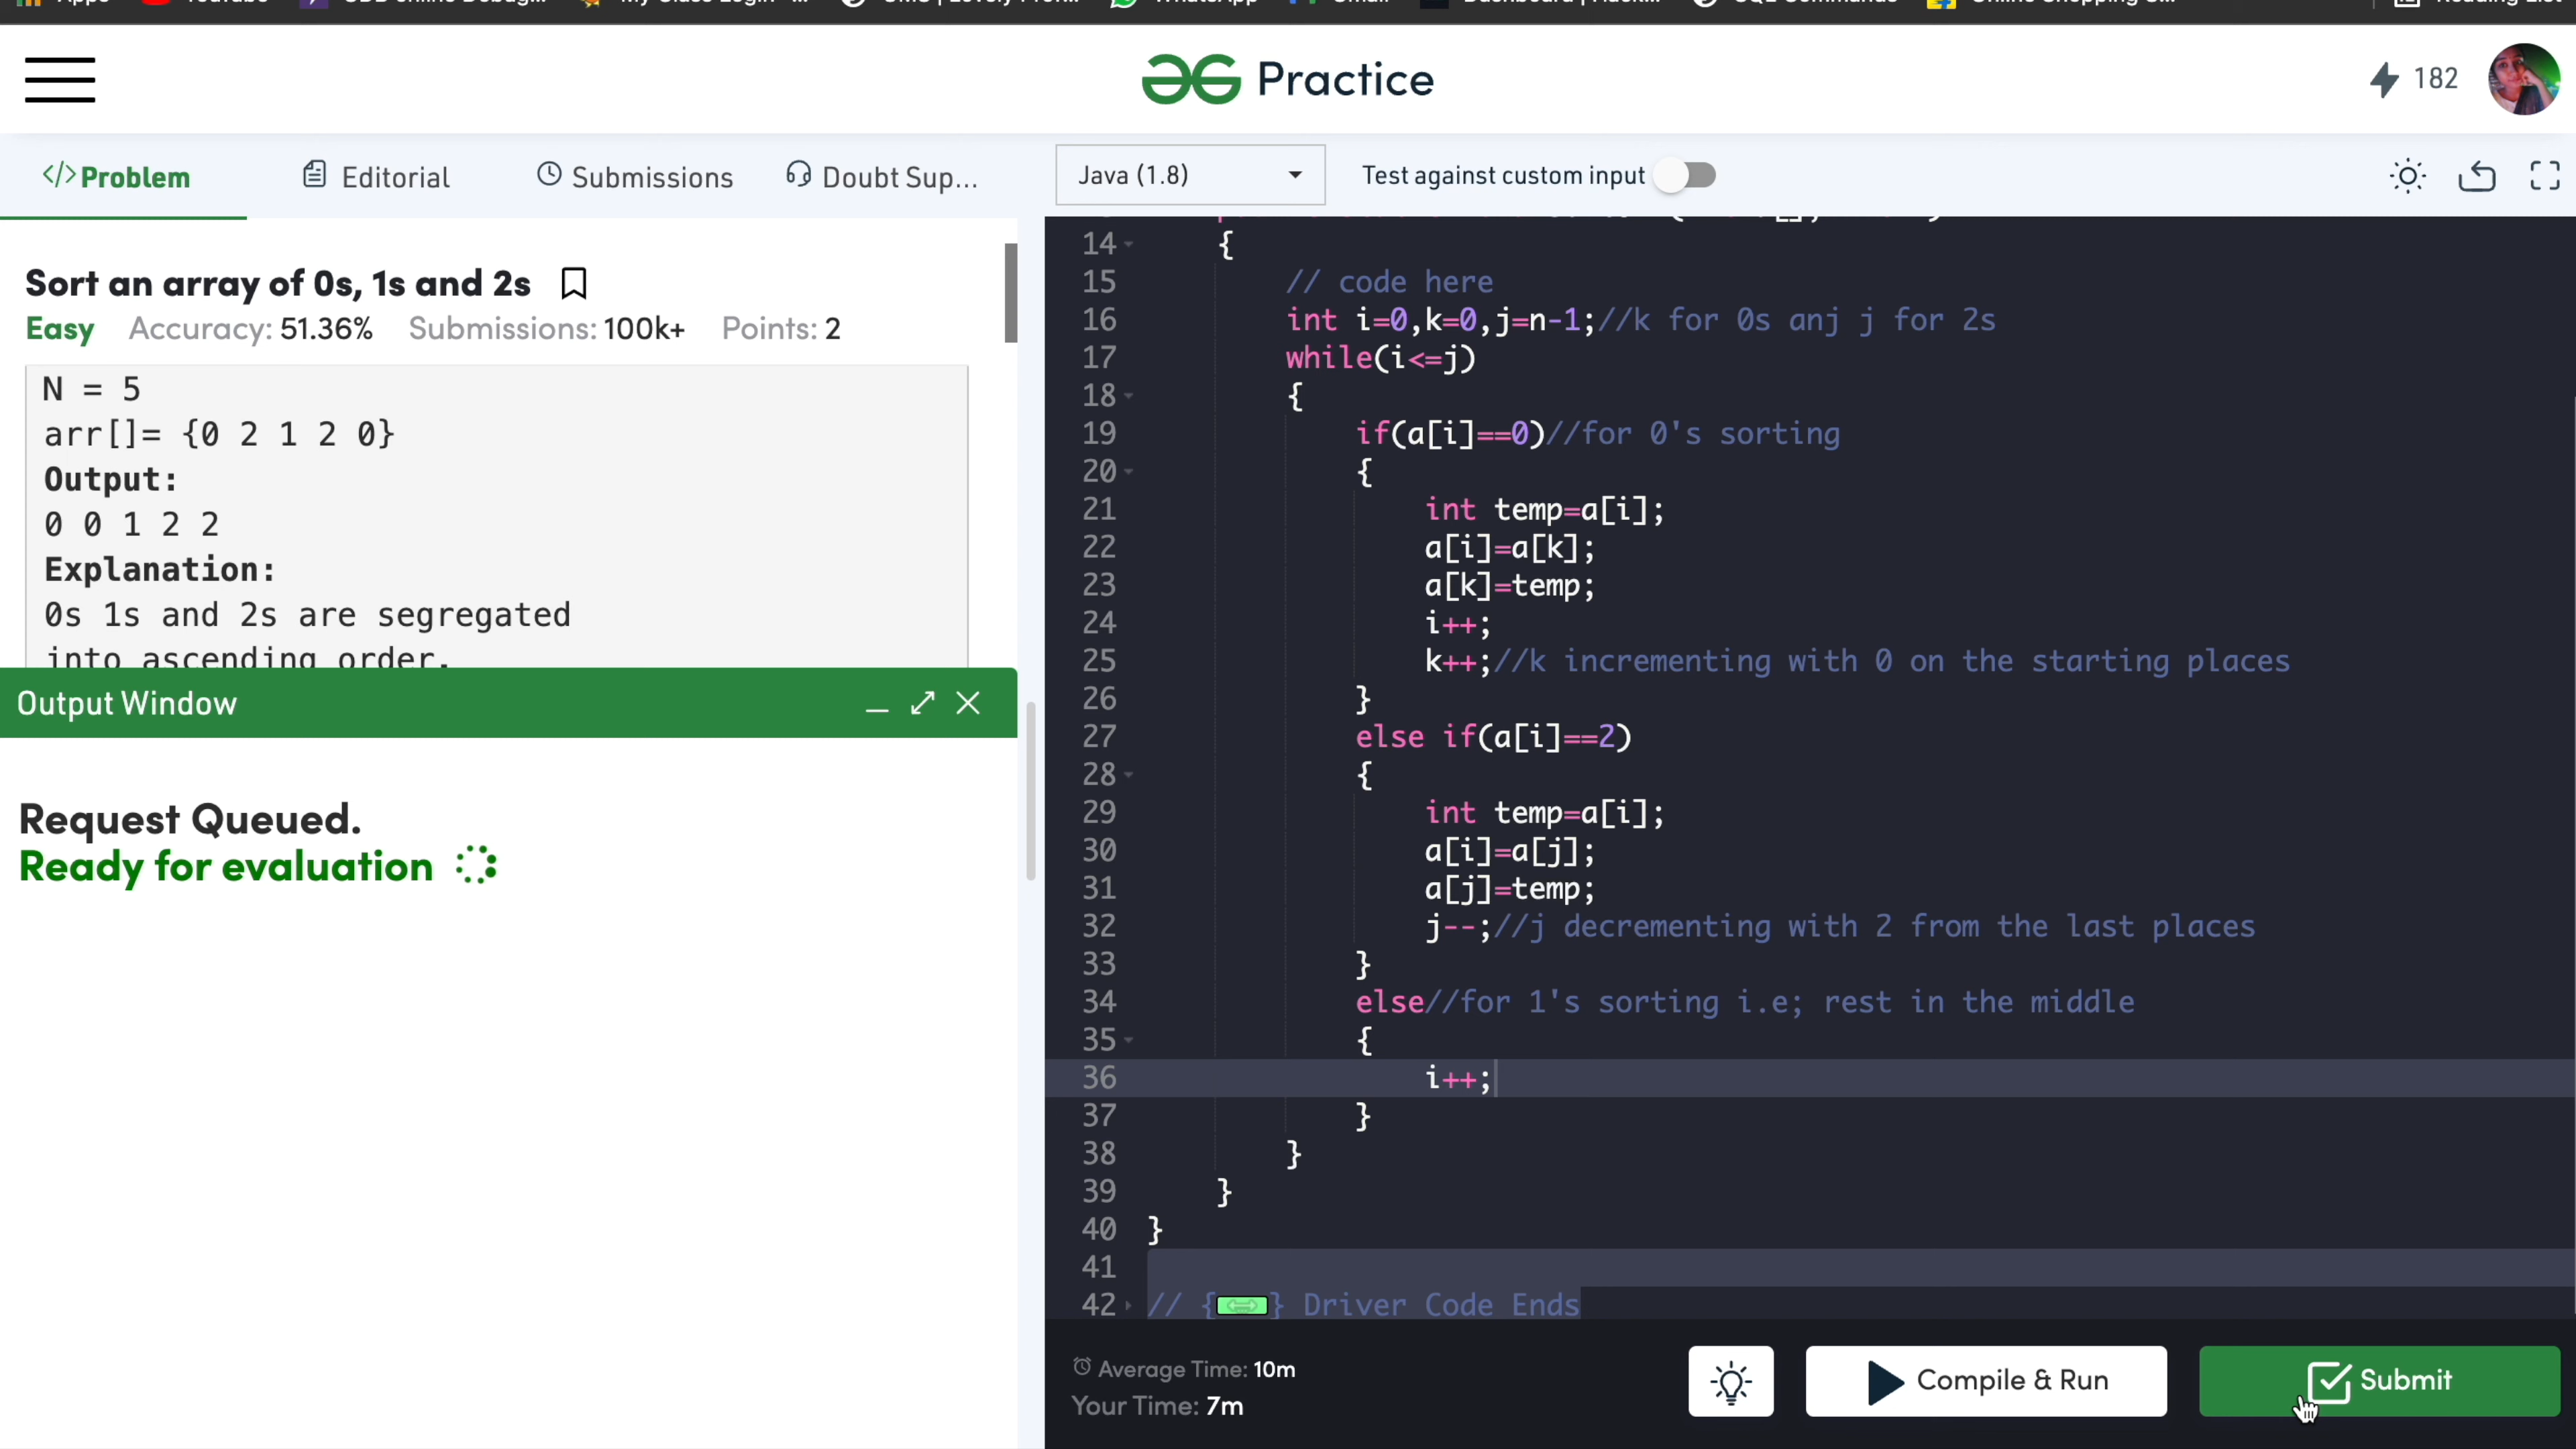 Practice
182
</>Problem
Editorial
Submissions
Doubt Sup...
Java (1.8)
Test against custom input
Sort an array of 0s, 1s and 2s
Easy Accuracy: 51.36% Submissions: 100k+ Points: 2
N = 5
arr[]= {0 2 1 2 0}
Output:
0 0 1 2 2
Explanation:
0s 1s and 2s are segregated
into ascending order.
Output Window
Request Queued.
Ready for evaluation
14 {
15 // code here
16 int i=0,k=0,j=n-1;//k for 0s anj j for 2s
17 while(i<=j)
18 {
19 if(a[i]==0)//for 0's sorting
20 {
21 int temp=a[i];
22 a[i]=a[k];
23 a[k]=temp;
24 i++;
25 k++;//k incrementing with 0 on the starting places
26 }
27 else if(a[i]==2)
28 {
29 int temp=a[i];
30 a[i]=a[j];
31 a[j]=temp;
32 j--;//j decrementing with 2 from the last places
33 }
34 else//for 1's sorting i.e; rest in the middle
35 {
36 i++;
37 }
38 }
39 }
40 }
41
42 // { } Driver Code Ends
Average Time: 10m
Your Time: 7m
Compile & Run
Submit